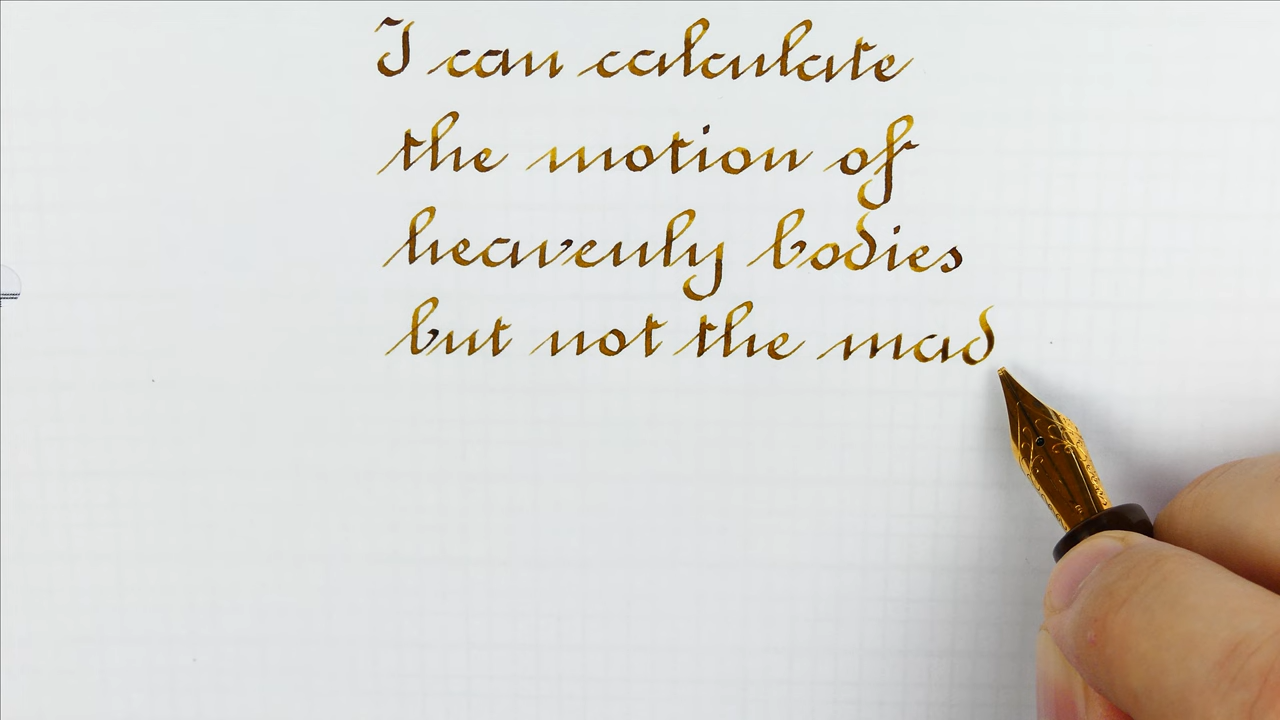 I can calculate
the motion of
heavenly bodies
but not the mad